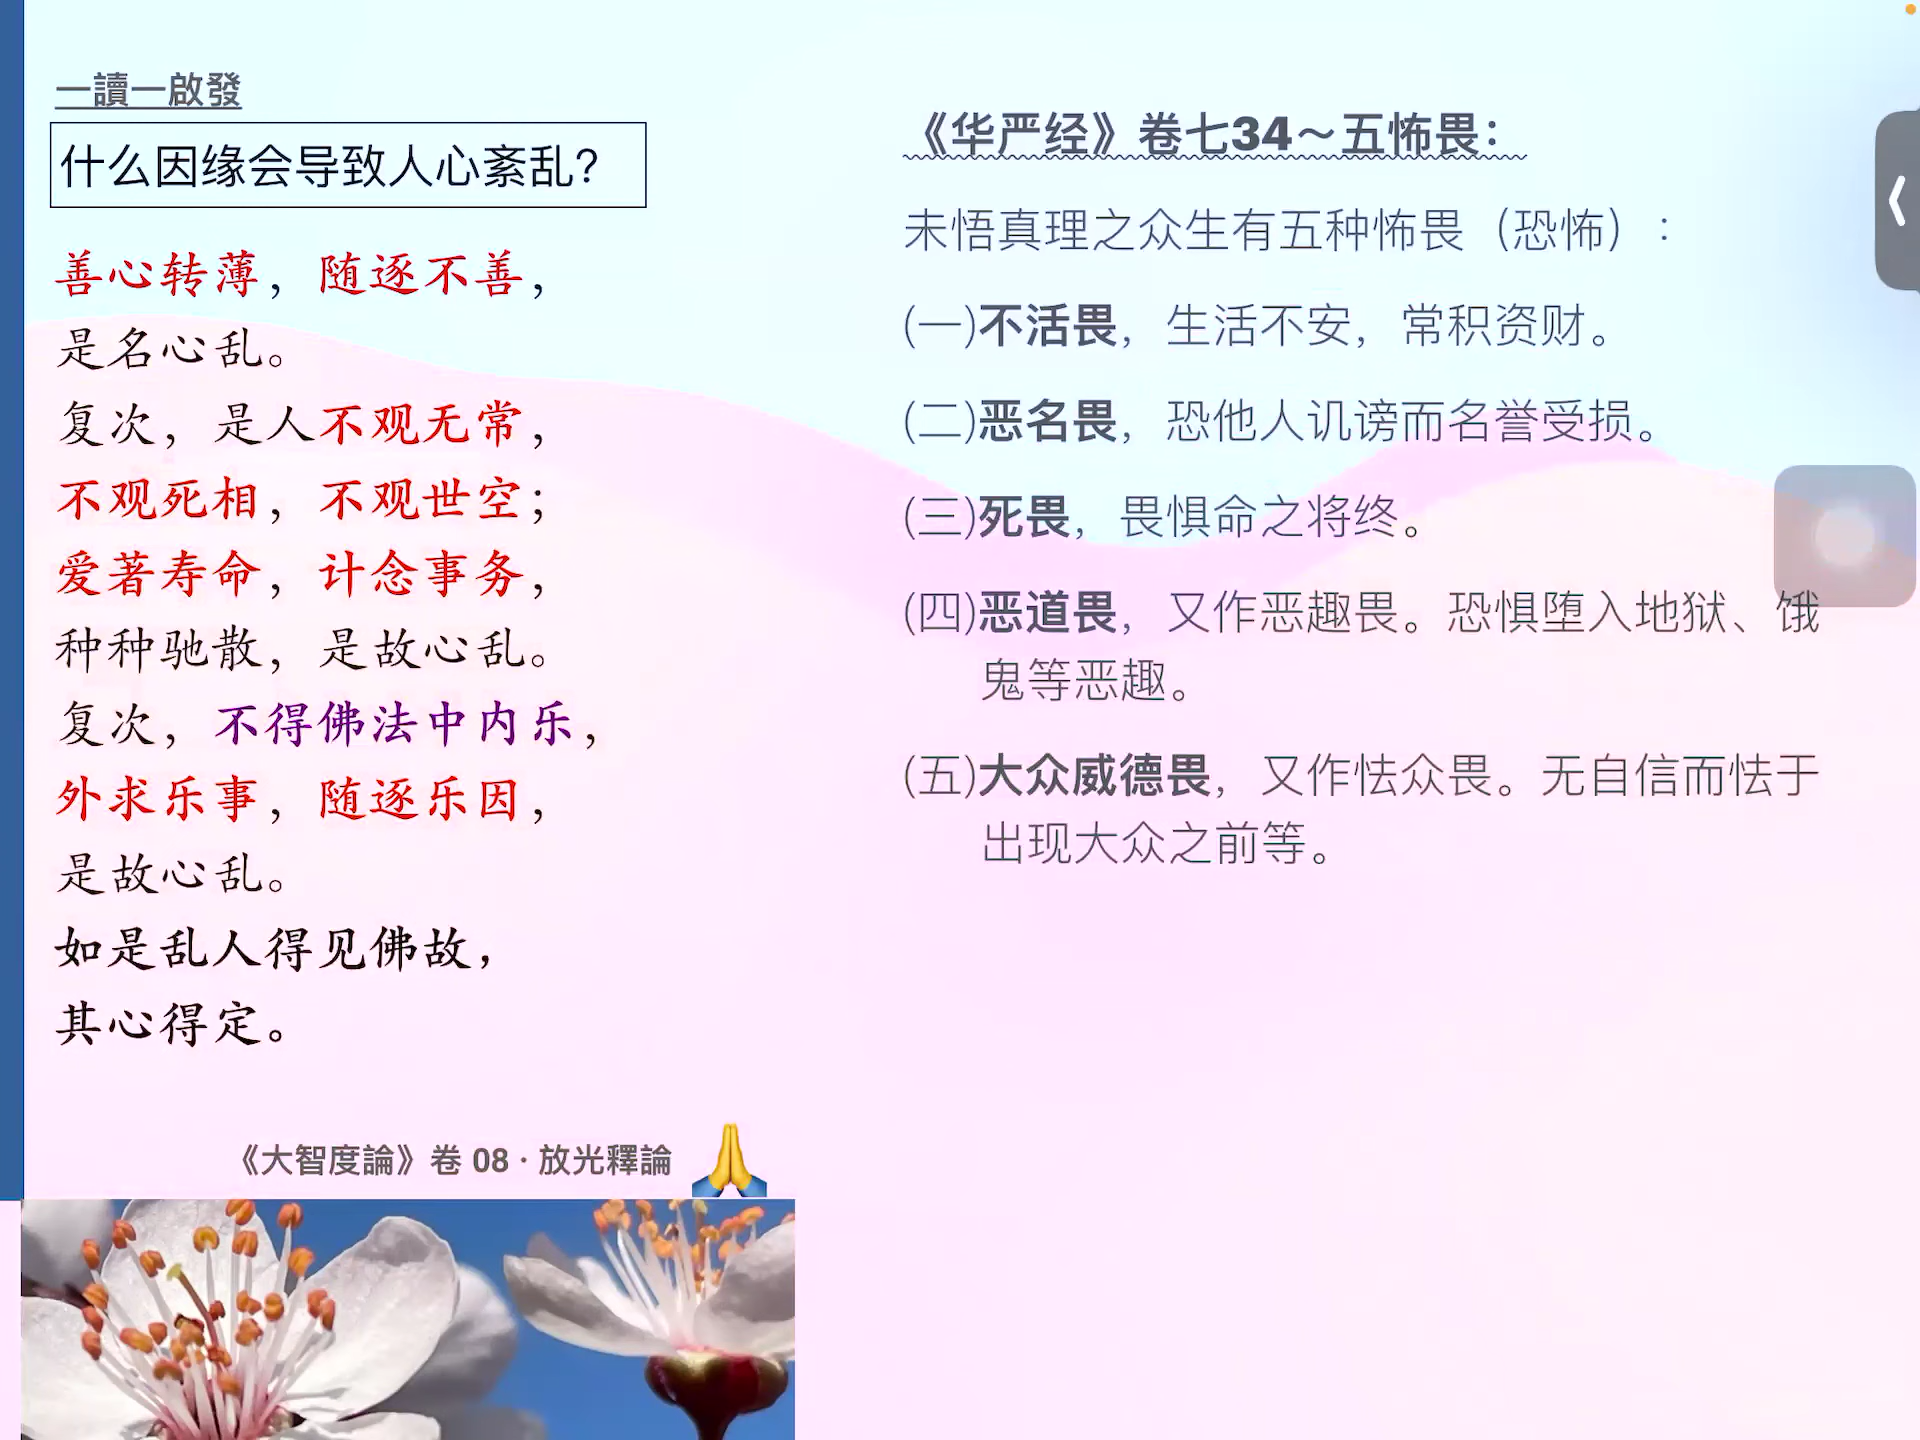 一讀一啟發
什么因缘会导致人心紊乱？
善心转薄，随逐不善，
是名心乱。
复次，是人不观无常，
不观死相，不观世空；
爱著寿命，计念事务，
种种驰散，是故心乱。
复次，不得佛法中内乐，
外求乐事，随逐乐因，
是故心乱。
如是乱人得见佛故，
其心得定。
《大智度論》卷 08 · 放光釋論
《华严经》卷七34～五怖畏：
未悟真理之众生有五种怖畏（恐怖）：
(一)不活畏，生活不安，常积资财。
(二)恶名畏，恐他人讥谤而名誉受损。
(三)死畏，畏惧命之将终。
(四)恶道畏，又作恶趣畏。恐惧堕入地狱、饿
鬼等恶趣。
(五)大众威德畏，又作怯众畏。无自信而怯于
出现大众之前等。